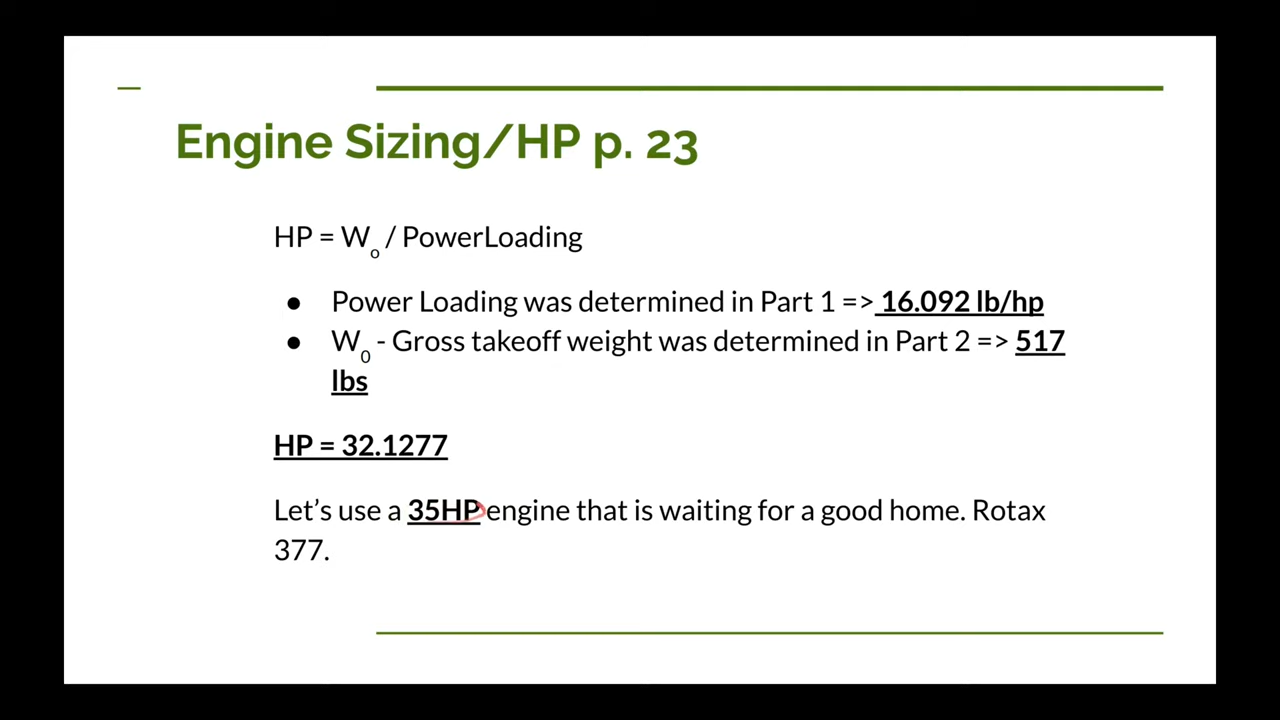 Engine Sizing/HP p. 23
HP = Wo / PowerLoading
● Power Loading was determined in Part 1 => 16.092 lb/hp
● W0 - Gross takeoff weight was determined in Part 2 => 517
lbs
HP = 32.1277
Let’s use a 35HP engine that is waiting for a good home. Rotax
377.